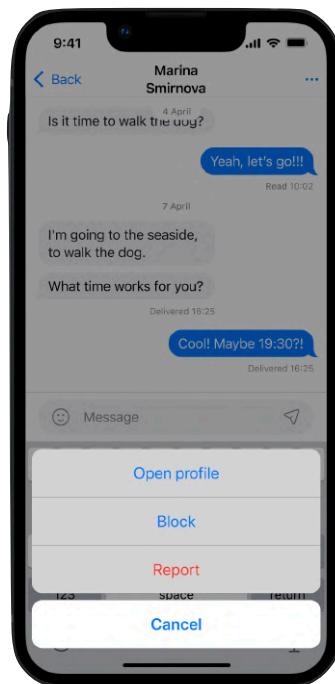 9:41
Back
Marina
Smirnova
4 April
Is it time to walk the dog?
Yeah, let's go!!!
Read 10:02
7 April
I'm going to the seaside,
to walk the dog.
What time works for you?
Delivered 16:25
Cool! Maybe 19:30?!
Delivered 16:25
Message
Open profile
Block
Report
123 space return
Cancel